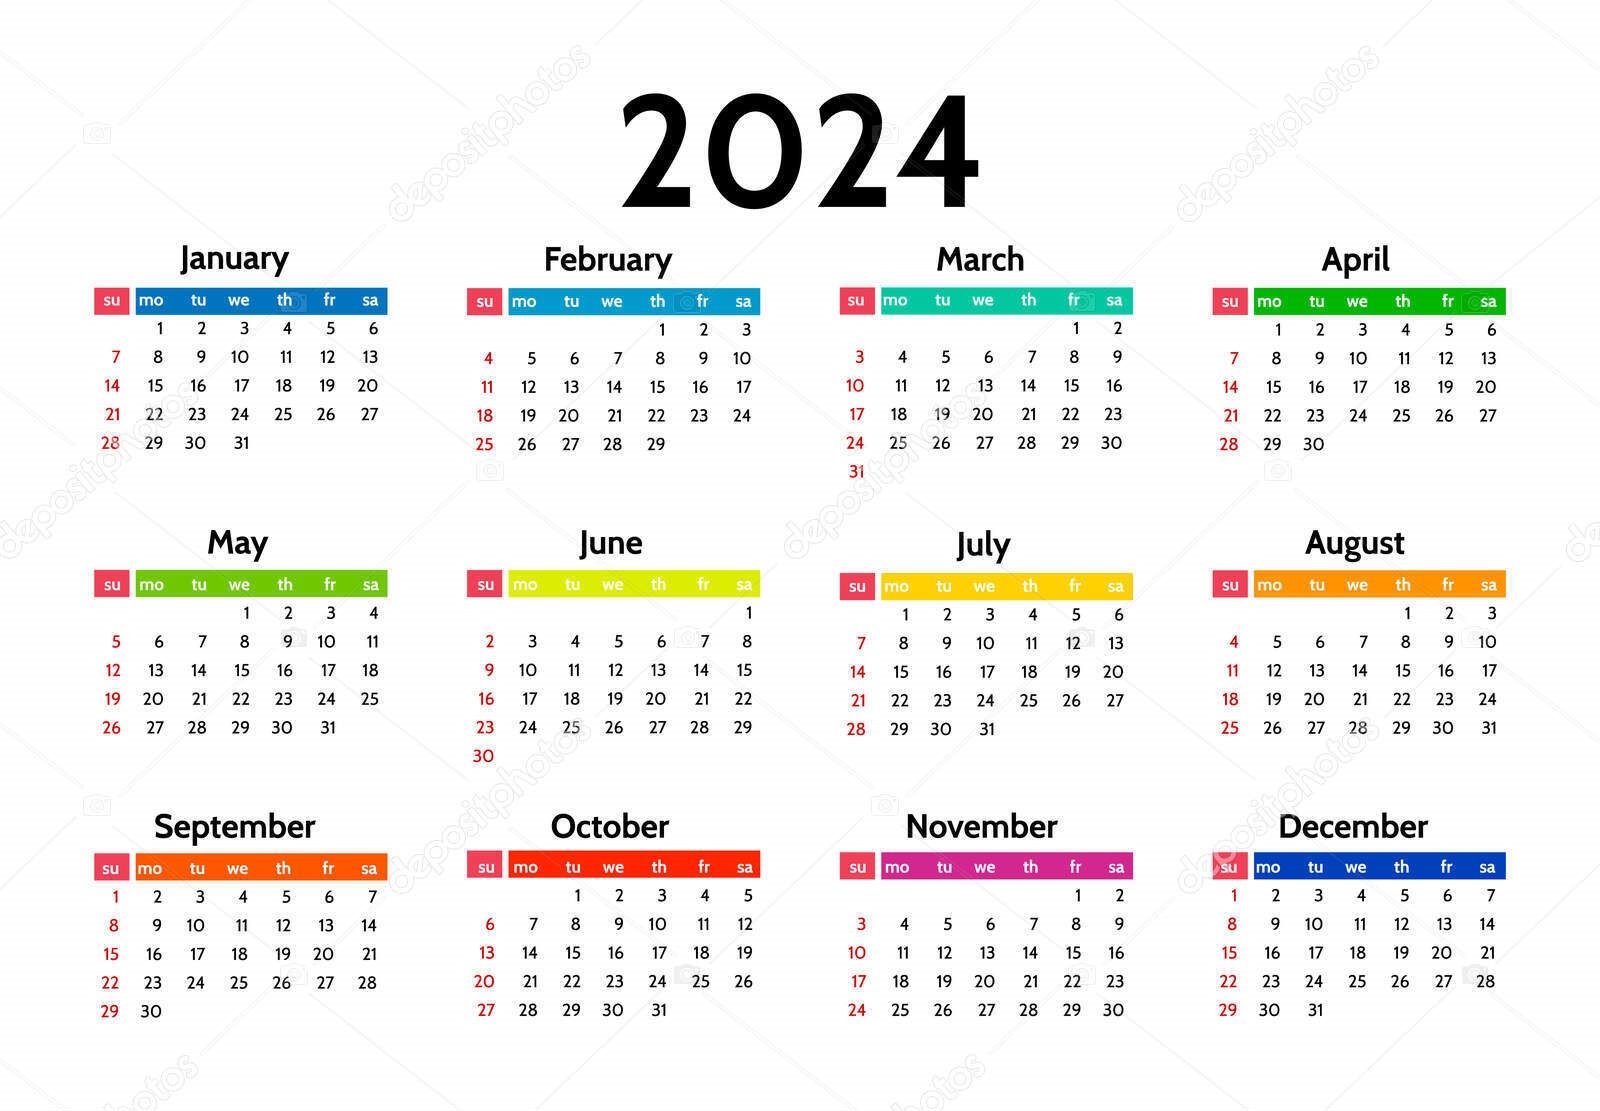 2024
January February March April
su mo tu we th fr sa su mo tu we th fr sa su mo tu we th fr sa su mo tu we th fr sa
1 2 3 4 5 6 1 2 3 1 2 1 2 3 4 5 6
7 8 9 10 11 12 13 4 5 6 7 8 9 10 3 4 5 6 7 8 9 7 8 9 10 11 12 13
14 15 16 17 18 19 20 11 12 13 14 15 16 17 10 11 12 13 14 15 16 14 15 16 17 18 19 20
21 22 23 24 25 26 27 18 19 20 21 22 23 24 17 18 19 20 21 22 23 21 22 23 24 25 26 27
28 29 30 31 25 26 27 28 29 24 25 26 27 28 29 30 28 29 30
31
May June July August
su mo tu we th fr sa su mo tu we th fr sa su mo tu we th fr sa su mo tu we th fr sa
1 2 3 4 1 1 2 3 4 5 6 1 2 3
5 6 7 8 9 10 11 2 3 4 5 6 7 8 7 8 9 10 11 12 13 4 5 6 7 8 9 10
12 13 14 15 16 17 18 9 10 11 12 13 14 15 14 15 16 17 18 19 20 11 12 13 14 15 16 17
19 20 21 22 23 24 25 16 17 18 19 20 21 22 21 22 23 24 25 26 27 18 19 20 21 22 23 24
26 27 28 29 30 31 23 24 25 26 27 28 29 28 29 30 31 25 26 27 28 29 30 31
30
September October November December
su mo tu we th fr sa su mo tu we th fr sa su mo tu we th fr sa su mo tu we th fr sa
1 2 3 4 5 6 7 1 2 3 4 5 1 2 1 2 3 4 5 6 7
8 9 10 11 12 13 14 6 7 8 9 10 11 12 3 4 5 6 7 8 9 8 9 10 11 12 13 14
15 16 17 18 19 20 21 13 14 15 16 17 18 19 10 11 12 13 14 15 16 15 16 17 18 19 20 21
22 23 24 25 26 27 28 20 21 22 23 24 25 26 17 18 19 20 21 22 23 22 23 24 25 26 27 28
29 30 27 28 29 30 31 24 25 26 27 28 29 30 29 30 31
depositphotos
depositphotos
depositphotos
depositphotos
depositphotos
depositphotos
depositphotos
depositphotos
depositphotos